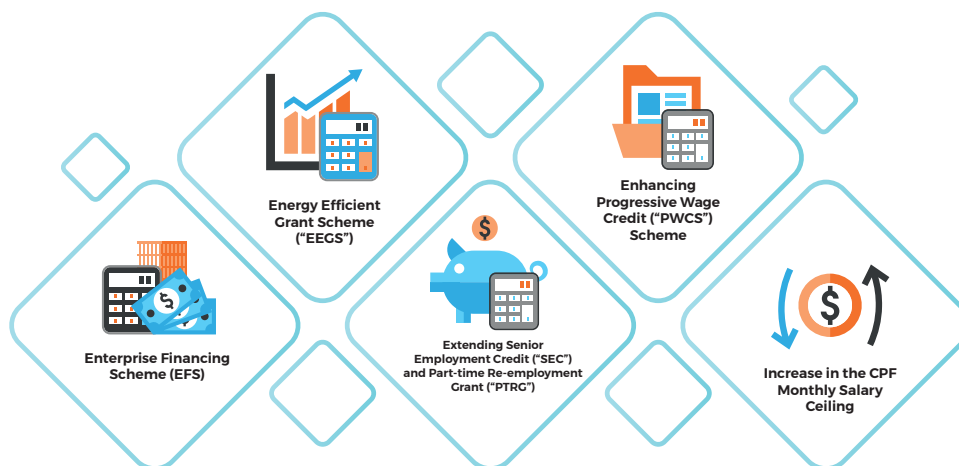 Energy Efficient
Grant Scheme
(“EEGS”)
Enhancing
Progressive Wage
Credit (“PWCS”)
Scheme
Enterprise Financing
Scheme (EFS)
$
$
Extending Senior
Employment Credit (“SEC”)
and Part-time Re-employment
Grant (“PTRG”)
$
Increase in the CPF
Monthly Salary
Ceiling